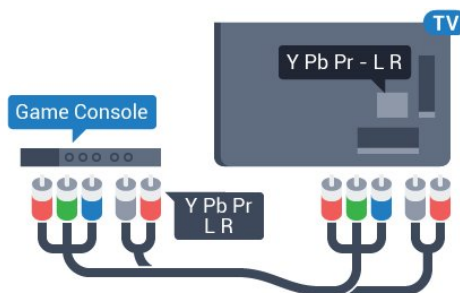 TV
Y Pb Pr - L R
Game Console
Y Pb Pr
L R